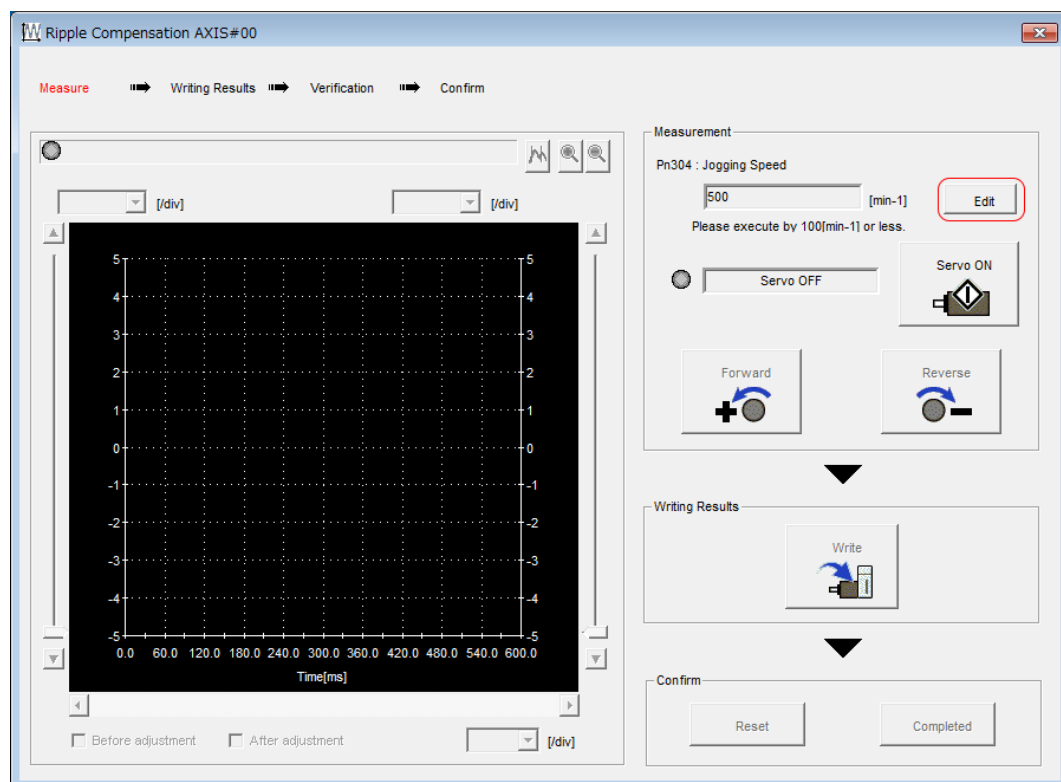 Ripple Compensation AXIS#00
Measure Writing Results Verification Confirm
[/div] [/div]
5 5
4 4
3 3
2 2
1 1
0 0
-1 -1
-2 -2
-3 -3
-4 -4
-5 -5
0.0 60.0 120.0 180.0 240.0 300.0 360.0 420.0 480.0 540.0 600.0
Time[ms]
Before adjustment After adjustment [/div]
Measurement
Pn304 : Jogging Speed
500 [min-1] Edit
Please execute by 100[min-1] or less.
Servo OFF
Servo ON
Forward Reverse
Writing Results
Write
Confirm
Reset Completed